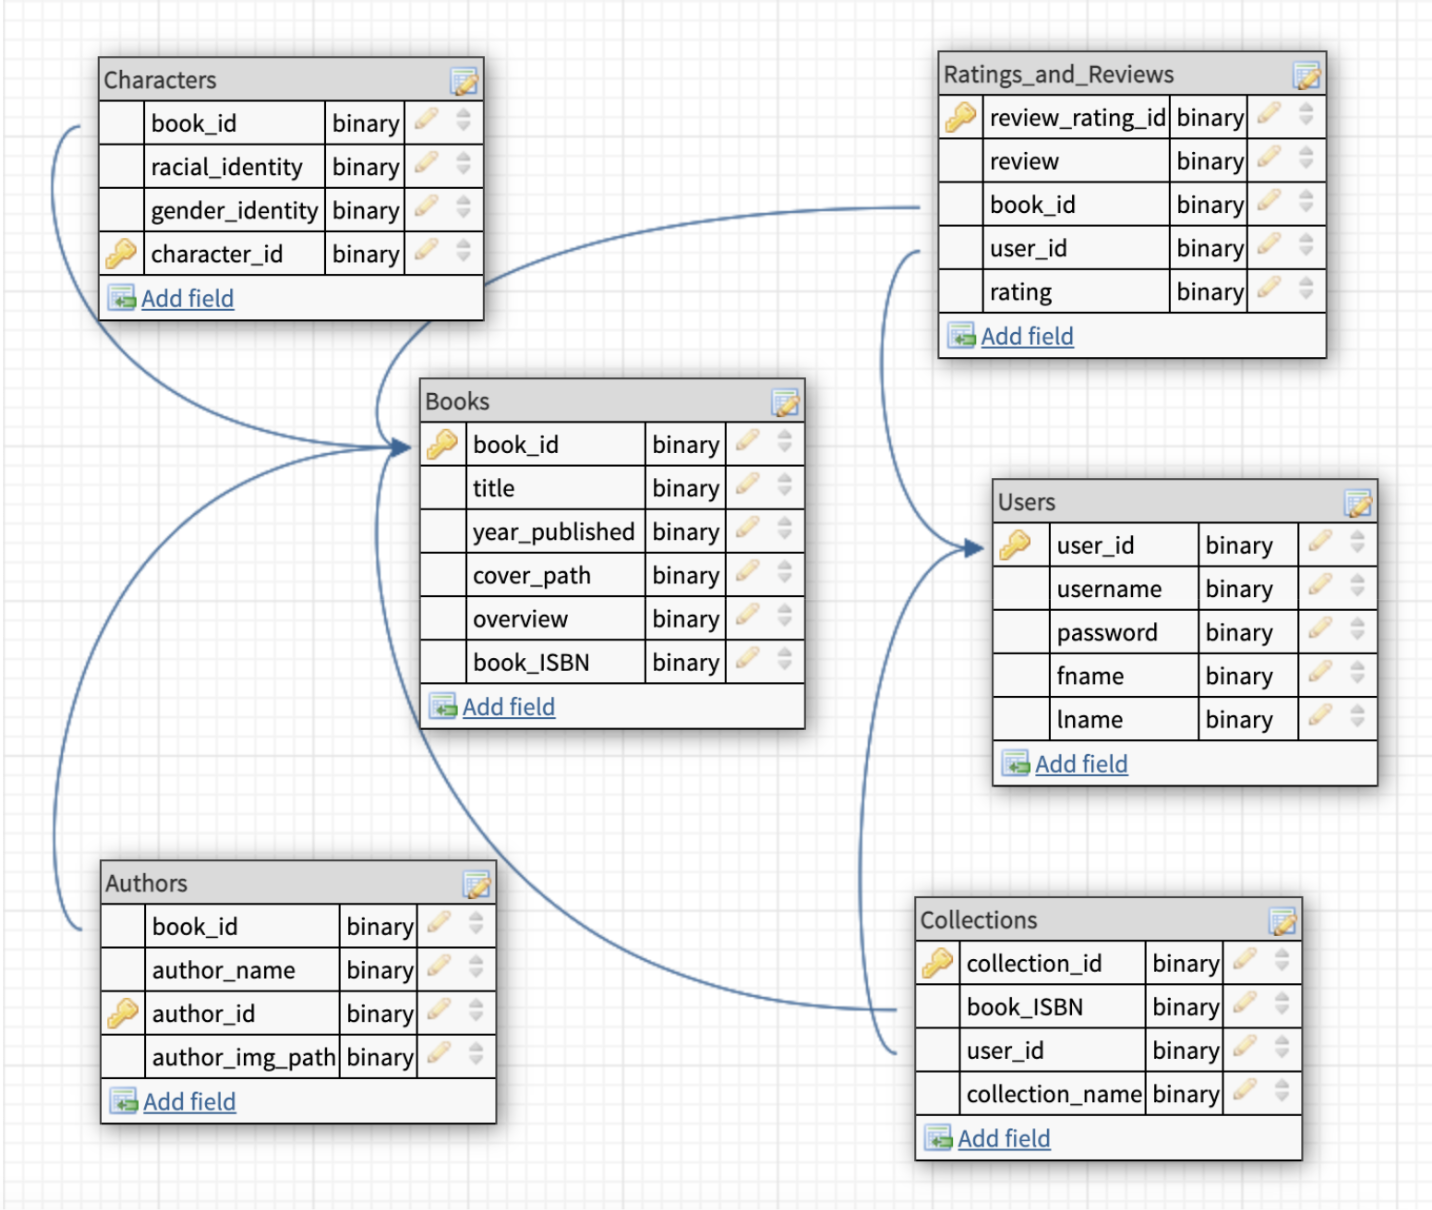 Characters
book_id binary
racial_identity binary
gender_identity binary
character_id binary
Add field
Ratings_and_Reviews
review_rating_id binary
review binary
book_id binary
user_id binary
rating binary
Add field
Books
book_id binary
title binary
year_published binary
cover_path binary
overview binary
book_ISBN binary
Add field
Users
user_id binary
username binary
password binary
fname binary
lname binary
Add field
Authors
book_id binary
author_name binary
author_id binary
author_img_path binary
Add field
Collections
collection_id binary
book_ISBN binary
user_id binary
collection_name binary
Add field